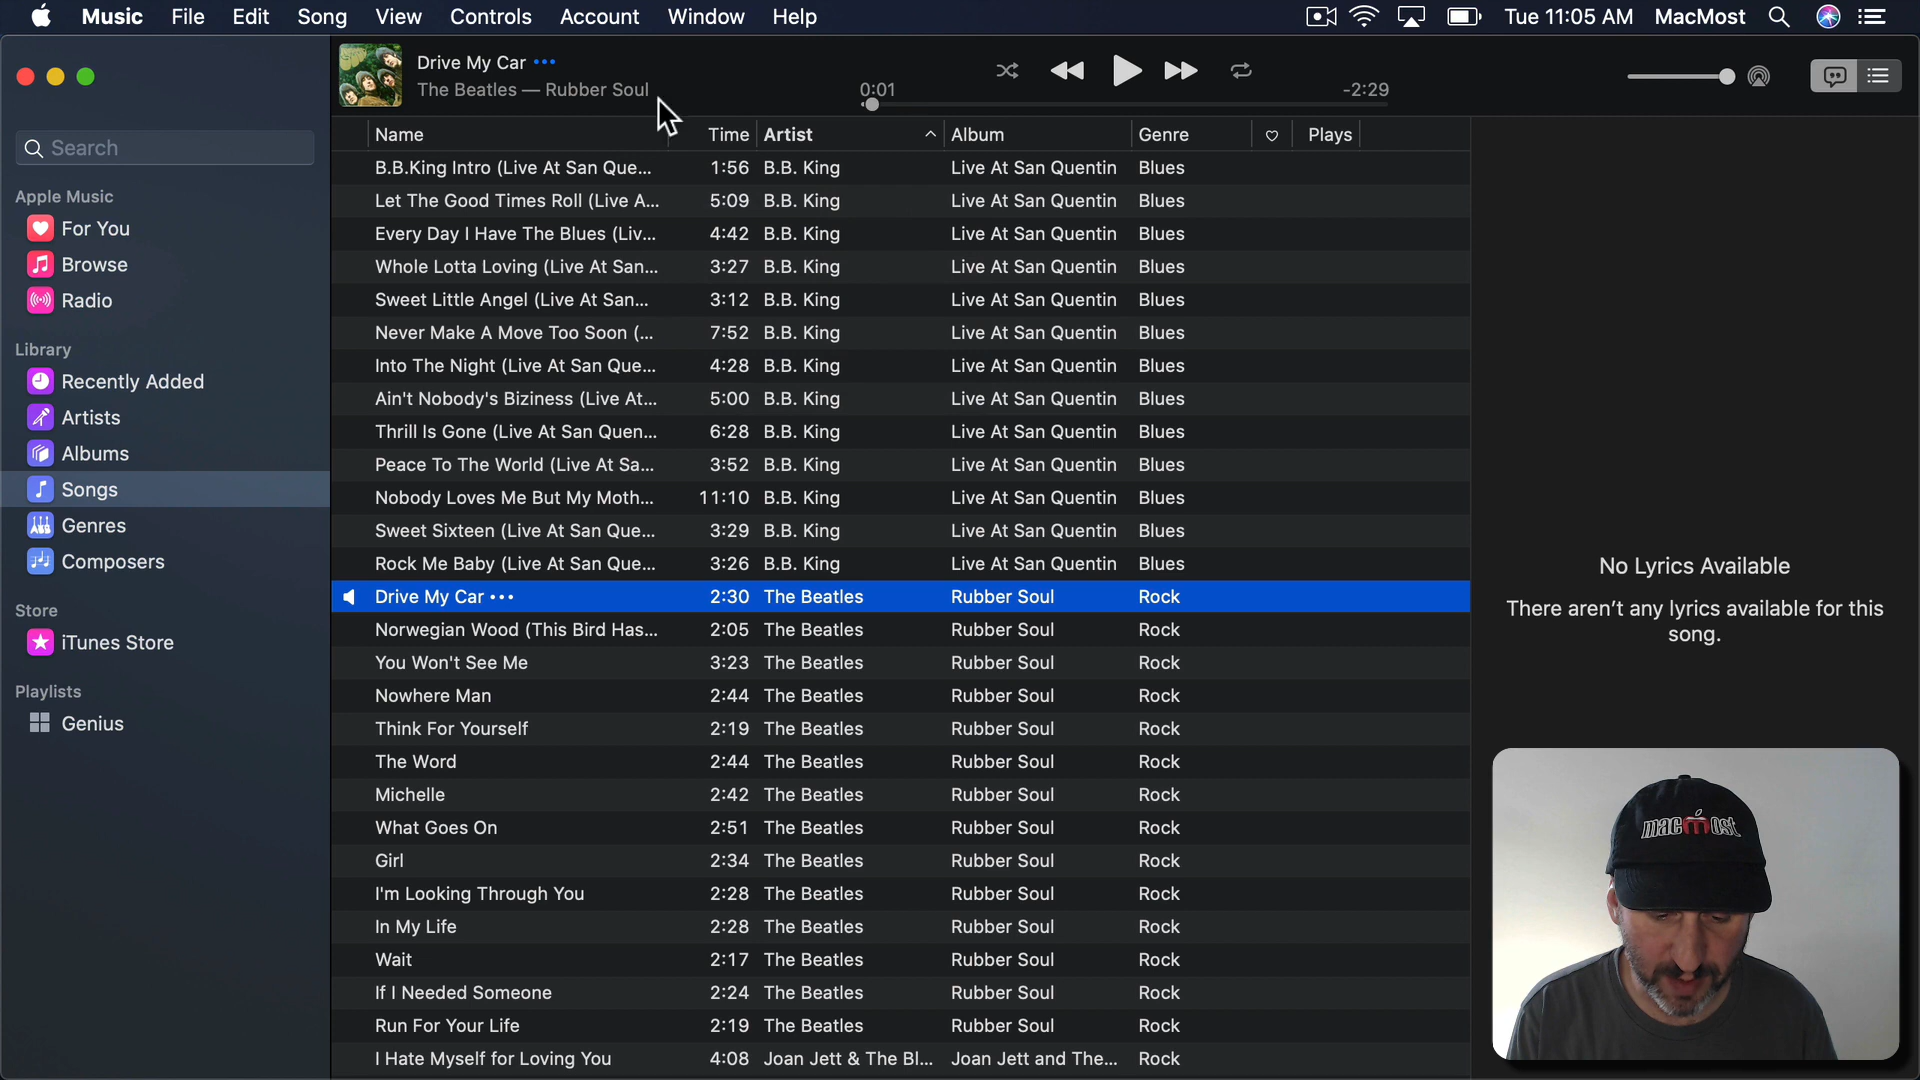 Music File Edit Song View Controls Account Window Help Tue 11:05 AM MacMost
Drive My Car •••
The Beatles — Rubber Soul
0:01 -2:29
Search
Apple Music
For You
Browse
Radio
Library
Recently Added
Artists
Albums
Songs
Genres
Composers
Store
iTunes Store
Playlists
Genius
Name Time Artist Album Genre Plays
B.B.King Intro (Live At San Que... 1:56 B.B. King Live At San Quentin Blues
Let The Good Times Roll (Live A... 5:09 B.B. King Live At San Quentin Blues
Every Day I Have The Blues (Liv... 4:42 B.B. King Live At San Quentin Blues
Whole Lotta Loving (Live At San... 3:27 B.B. King Live At San Quentin Blues
Sweet Little Angel (Live At San... 3:12 B.B. King Live At San Quentin Blues
Never Make A Move Too Soon (... 7:52 B.B. King Live At San Quentin Blues
Into The Night (Live At San Que... 4:28 B.B. King Live At San Quentin Blues
Ain't Nobody's Biziness (Live At... 5:00 B.B. King Live At San Quentin Blues
Thrill Is Gone (Live At San Quen... 6:28 B.B. King Live At San Quentin Blues
Peace To The World (Live At Sa... 3:52 B.B. King Live At San Quentin Blues
Nobody Loves Me But My Moth... 11:10 B.B. King Live At San Quentin Blues
Sweet Sixteen (Live At San Que... 3:29 B.B. King Live At San Quentin Blues
Rock Me Baby (Live At San Que... 3:26 B.B. King Live At San Quentin Blues
Drive My Car ••• 2:30 The Beatles Rubber Soul Rock
Norwegian Wood (This Bird Has... 2:05 The Beatles Rubber Soul Rock
You Won't See Me 3:23 The Beatles Rubber Soul Rock
Nowhere Man 2:44 The Beatles Rubber Soul Rock
Think For Yourself 2:19 The Beatles Rubber Soul Rock
The Word 2:44 The Beatles Rubber Soul Rock
Michelle 2:42 The Beatles Rubber Soul Rock
What Goes On 2:51 The Beatles Rubber Soul Rock
Girl 2:34 The Beatles Rubber Soul Rock
I'm Looking Through You 2:28 The Beatles Rubber Soul Rock
In My Life 2:28 The Beatles Rubber Soul Rock
Wait 2:17 The Beatles Rubber Soul Rock
If I Needed Someone 2:24 The Beatles Rubber Soul Rock
Run For Your Life 2:19 The Beatles Rubber Soul Rock
I Hate Myself for Loving You 4:08 Joan Jett & The Bl... Joan Jett and The... Rock
No Lyrics Available
There aren't any lyrics available for this
song.
macmost